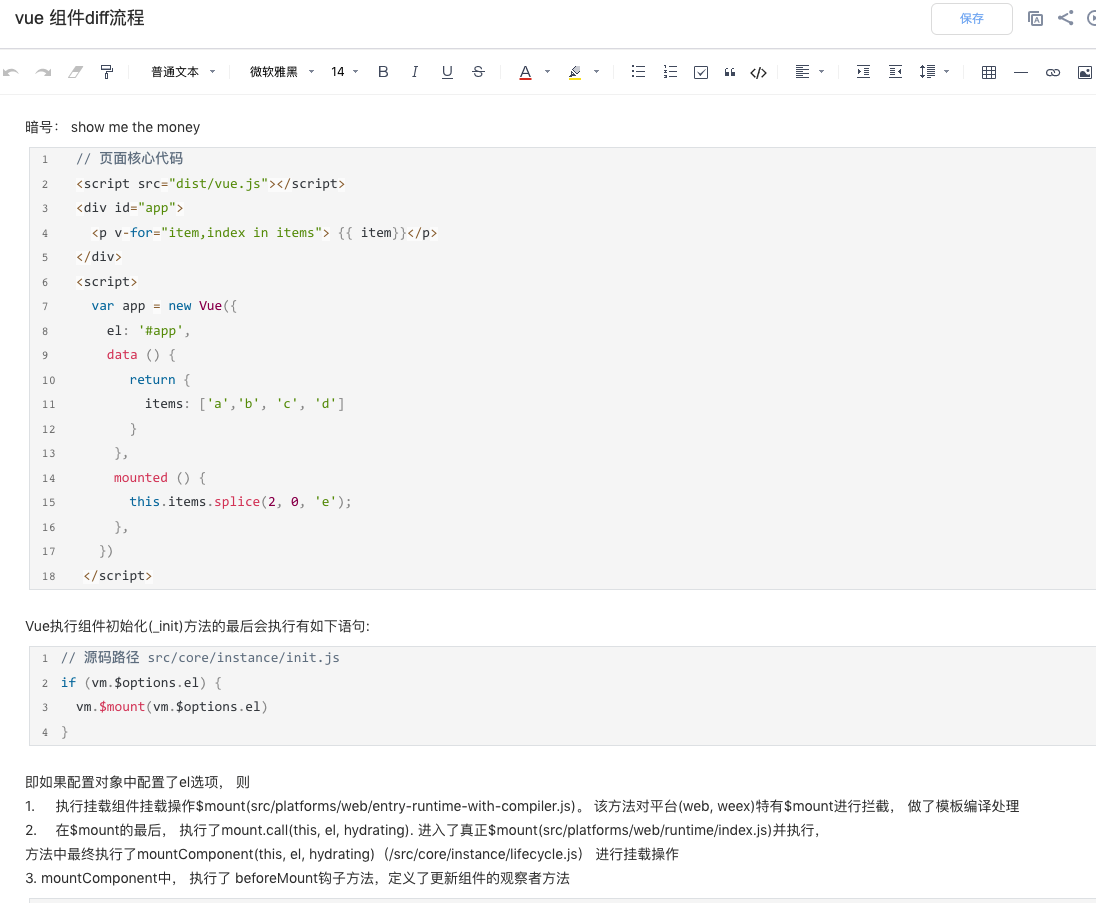 vue 组件diff流程
保存
普通文本 微软雅黑 14 B I U S A
暗号： show me the money
1 // 页面核心代码
2 <script src="dist/vue.js"></script>
3 <div id="app">
4 <p v-for="item,index in items"> {{ item}}</p>
5 </div>
6 <script>
7 var app = new Vue({
8 el: '#app',
9 data () {
10 return {
11 items: ['a','b', 'c', 'd']
12 }
13 },
14 mounted () {
15 this.items.splice(2, 0, 'e');
16 },
17 })
18 </script>
Vue执行组件初始化(_init)方法的最后会执行有如下语句:
1 // 源码路径 src/core/instance/init.js
2 if (vm.$options.el) {
3 vm.$mount(vm.$options.el)
4 }
即如果配置对象中配置了el选项， 则
1. 执行挂载组件挂载操作$mount(src/platforms/web/entry-runtime-with-compiler.js)。 该方法对平台(web, weex)特有$mount进行拦截， 做了模板编译处理
2. 在$mount的最后， 执行了mount.call(this, el, hydrating). 进入了真正$mount(src/platforms/web/runtime/index.js)并执行，
方法中最终执行了mountComponent(this, el, hydrating)（/src/core/instance/lifecycle.js） 进行挂载操作
3. mountComponent中， 执行了 beforeMount钩子方法，定义了更新组件的观察者方法